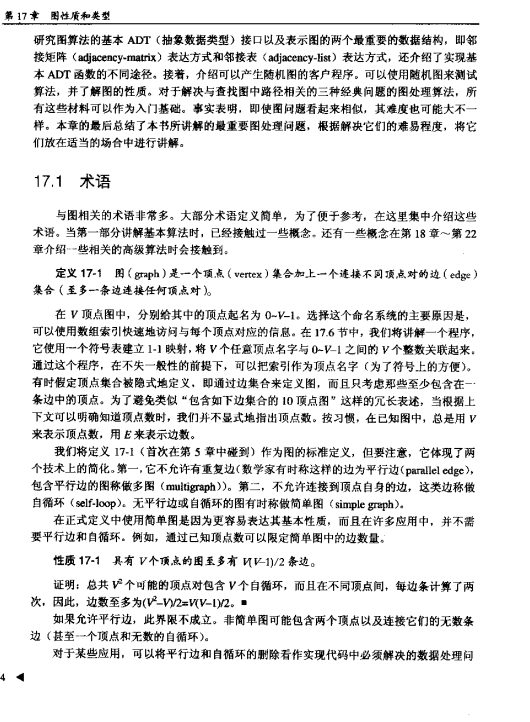 第 17 章 图性质和类型
研究图算法的基本 ADT（抽象数据类型）接口以及表示图的两个最重要的数据结构，即邻
接矩阵（adjacency-matrix）表达方式和邻接表（adjacency-list）表达方式，还介绍了实现基
本 ADT 函数的不同途径。接着，介绍可以产生随机图的客户程序。可以使用随机图来测试
算法，并了解图的性质。对于解决与查找图中路径相关的三种经典问题的图处理算法，所
有这些材料可以作为入门基础。事实表明，即使图问题看起来相似，其难度也可能大不一
样。本章的最后总结了本书所讲解的最重要图处理问题，根据解决它们的难易程度，将它
们放在适当的场合中进行讲解。
17.1 术语
与图相关的术语非常多。大部分术语定义简单，为了便于参考，在这里集中介绍这些
术语。当第一部分讲解基本算法时，已经接触过一些概念。还有一些概念在第 18 章～第 22
章介绍一些相关的高级算法时会接触到。
定义 17-1 图（graph）是一个顶点（vertex）集合加上一个连接不同顶点对的边（edge）
集合（至多一条边连接任何顶点对）。
在 V 顶点图中，分别给其中的顶点起名为 0~V–1。选择这个命名系统的主要原因是，
可以使用数组索引快速地访问与每个顶点对应的信息。在 17.6 节中，我们将讲解一个程序，
它使用一个符号表建立 1-1 映射，将 V 个任意顶点名字与 0~V–1 之间的 V 个整数关联起来。
通过这个程序，在不失一般性的前提下，可以把索引作为顶点名字（为了符号上的方便）。
有时假定顶点集合被隐式地定义，即通过边集合来定义图，而且只考虑那些至少包含在一
条边中的顶点。为了避免类似“包含如下边集合的 10 顶点图”这样的冗长表述，当根据上
下文可以明确知道顶点数时，我们并不显式地指出顶点数。按习惯，在已知图中，总是用 V
来表示顶点数，用 E 来表示边数。
我们将定义 17-1（首次在第 5 章中碰到）作为图的标准定义，但要注意，它体现了两
个技术上的简化。第一，它不允许有重复边（数学家有时称这样的边为平行边（parallel edge），
包含平行边的图称做多图（multigraph））。第二，不允许连接到顶点自身的边，这类边称做
自循环（self-loop）。无平行边或自循环的图有时称做简单图（simple graph）。
在正式定义中使用简单图是因为更容易表达其基本性质，而且在许多应用中，并不需
要平行边和自循环。例如，通过已知顶点数可以限定简单图中的边数量。
性质 17-1 具有 V 个顶点的图至多有 V(V–1)/2 条边。
证明：总共 V² 个可能的顶点对包含 V 个自循环，而且在不同顶点间，每边条计算了两
次，因此，边数至多为(V²–V)/2=V(V–1)/2。■
如果允许平行边，此界限不成立。非简单图可能包含两个顶点以及连接它们的无数条
边（甚至一个顶点和无数的自循环）。
对于某些应用，可以将平行边和自循环的删除看作实现代码中必须解决的数据处理问
4 ◀